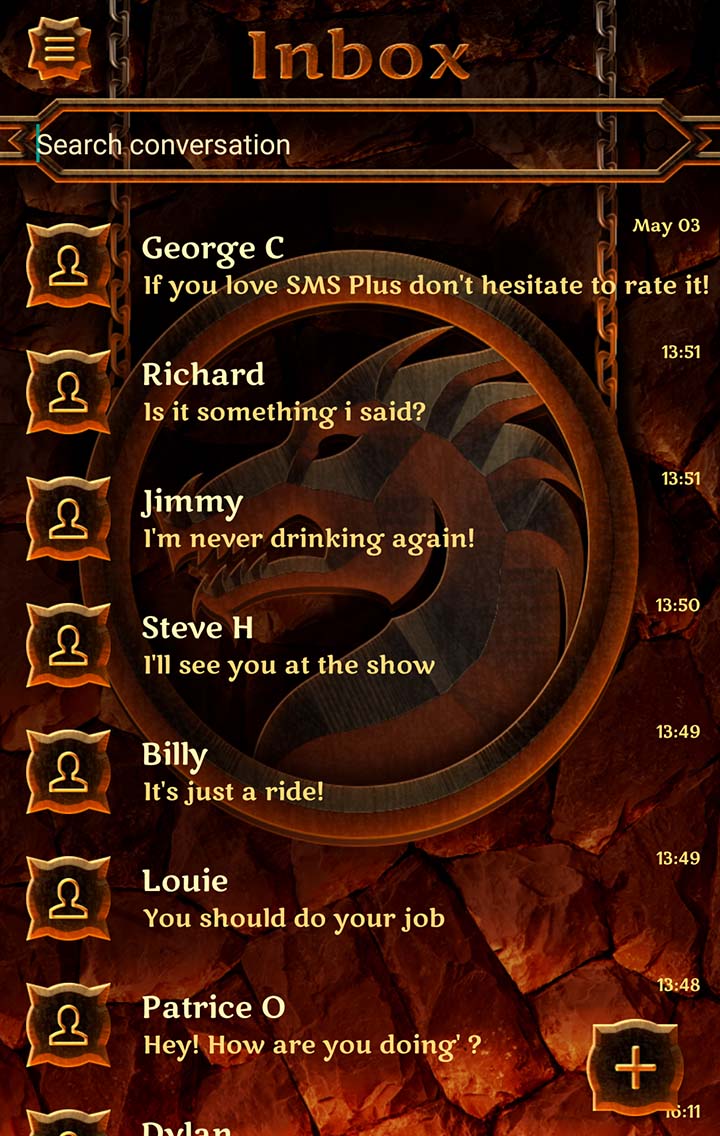 Inbox
Search conversation
May 03
George C
If you love SMS Plus don't hesitate to rate it!
13:51
Richard
Is it something i said?
13:51
Jimmy
I'm never drinking again!
13:50
Steve H
I'll see you at the show
13:49
Billy
It's just a ride!
13:49
Louie
You should do your job
13:48
Patrice O
Hey! How are you doing' ?
16:11
Dylan